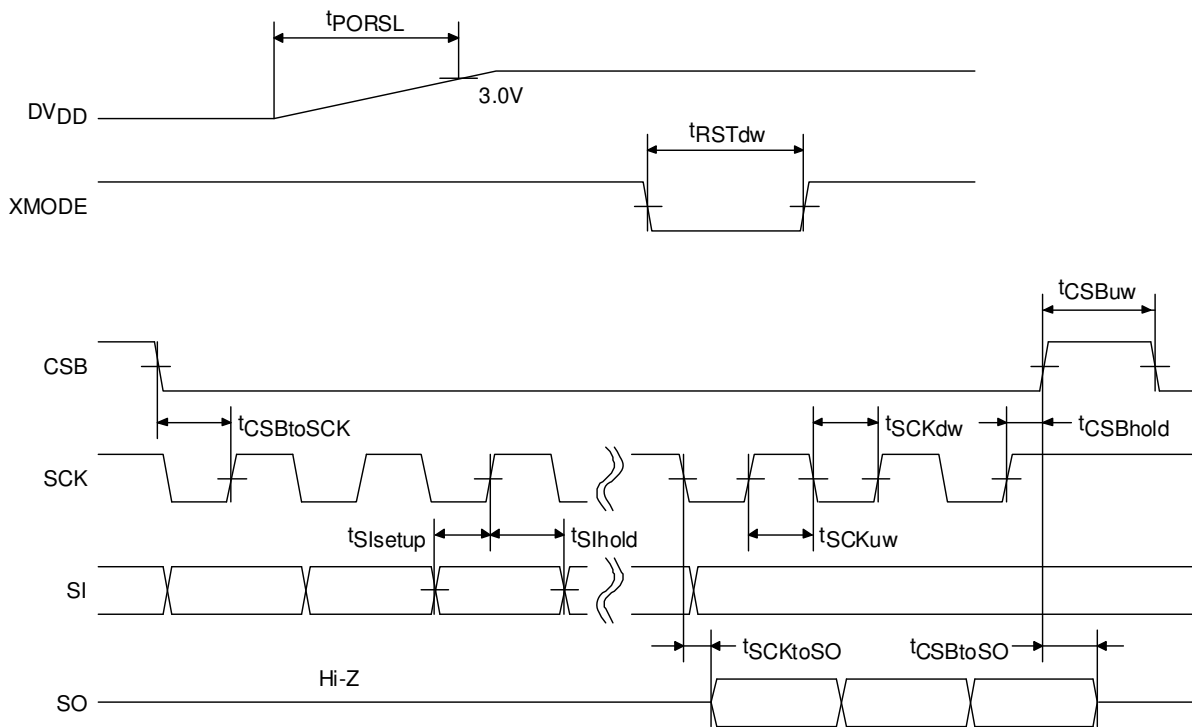 tPORSL
3.0V
DVDD
tRSTdw
XMODE
tCSBuw
CSB
tCSBtoSCK
tSCKdw
tCSBhold
SCK
tSIsetup
tSIhold
tSCKuw
SI
tSCKtoSO
tCSBtoSO
Hi-Z
SO